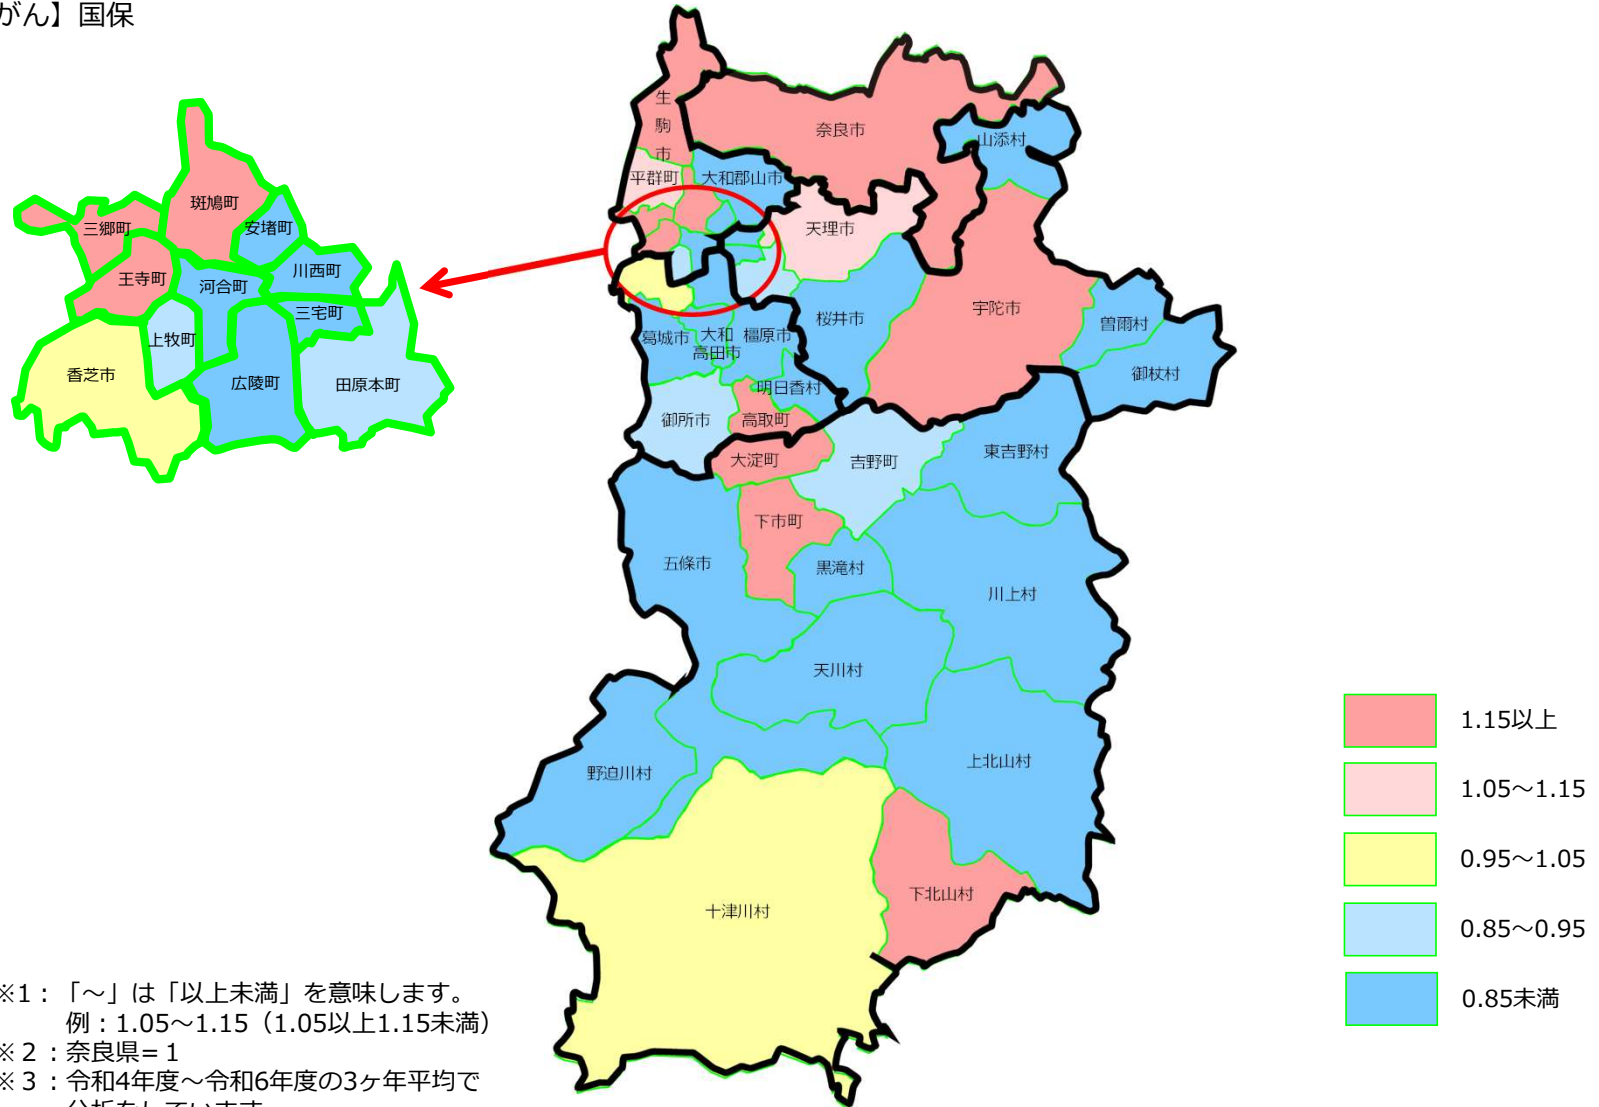 がん】国保
生
駒
市
奈良市
山添村
平群町
大和郡山市
天理市
斑鳩町
三郷町
安堵町
王寺町
河合町
川西町
三宅町
上牧町
香芝市
広陵町
田原本町
宇陀市
桜井市
曽爾村
御杖村
葛城市
大和
高田市
橿原市
明日香村
御所市
高取町
大淀町
吉野町
東吉野村
下市町
五條市
黒滝村
川上村
天川村
野迫川村
上北山村
下北山村
十津川村
1.15以上
1.05~1.15
0.95~1.05
0.85~0.95
0.85未満
※1：「～」は「以上未満」を意味します。
例：1.05～1.15（1.05以上1.15未満）
※２：奈良県＝1
※３：令和4年度～令和6年度の3ヶ年平均で